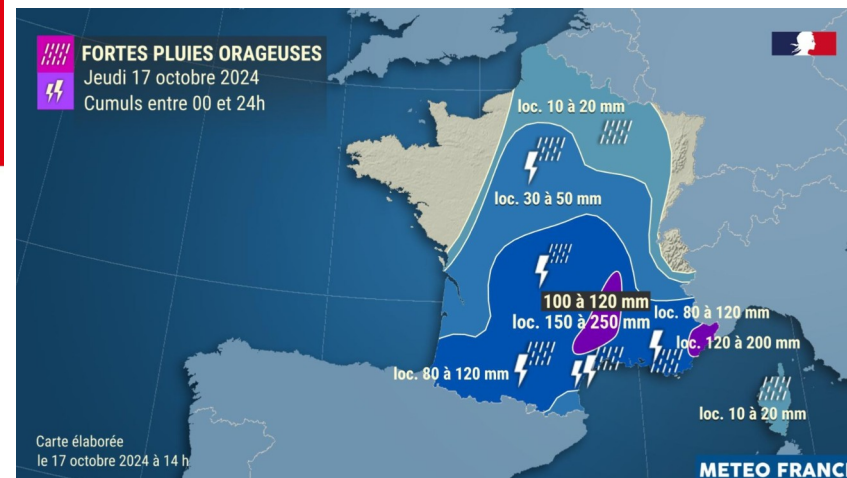 FORTES PLUIES ORAGEUSES
Jeudi 17 octobre 2024
Cumuls entre 00 et 24h
loc. 10 à 20 mm
loc. 30 à 50 mm
100 à 120 mm
loc. 150 à 250 mm
loc. 80 à 120 mm
loc. 120 à 200 mm
loc. 80 à 120 mm
loc. 10 à 20 mm
Carte élaborée
le 17 octobre 2024 à 14 h
METEO FRANC